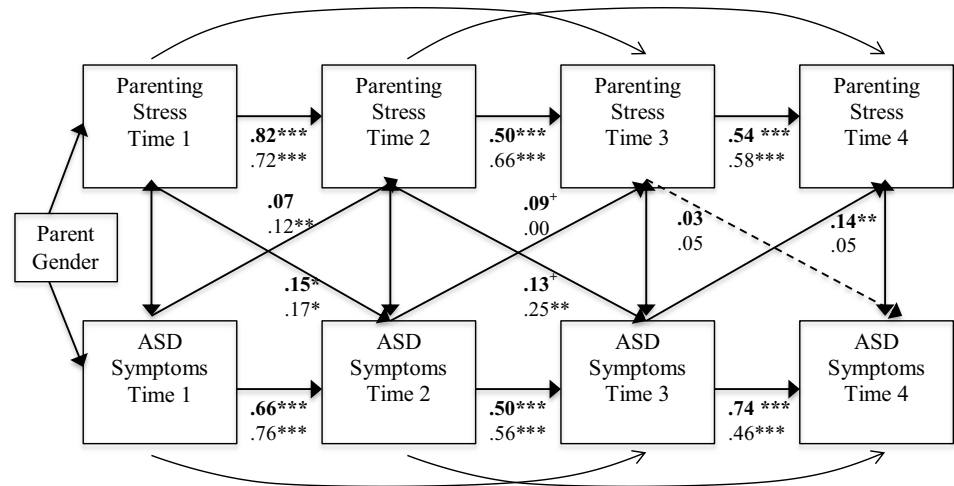 Parenting
Stress
Time 1
Parenting
Stress
Time 2
Parenting
Stress
Time 3
Parenting
Stress
Time 4
.82***
.72***
.50***
.66***
.54 ***
.58***
Parent
Gender
.07
.12**
.09+
.00
.03
.05
.14**
.05
.15*
.17*
.13+
.25**
ASD
Symptoms
Time 1
ASD
Symptoms
Time 2
ASD
Symptoms
Time 3
ASD
Symptoms
Time 4
.66***
.76***
.50***
.56***
.74 ***
.46***